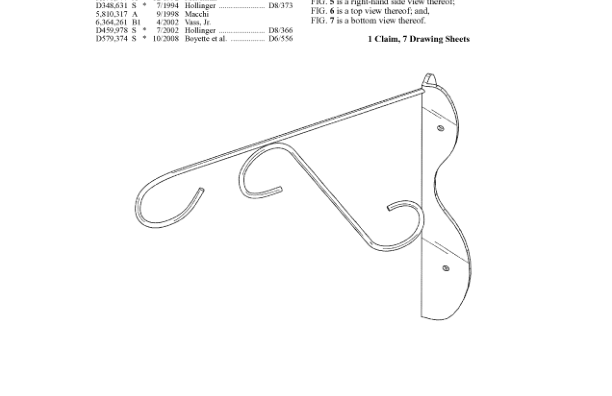 D348,631 S * 7/1994 Hollinger .................... D8/373
5,810,317 A 9/1998 Macchi
6,364,261 B1 4/2002 Vass, Jr.
D459,978 S * 7/2002 Hollinger .................... D8/366
D579,374 S * 10/2008 Boyette et al. ............... D6/556
FIG. 5 is a right-hand side view thereof;
FIG. 6 is a top view thereof; and,
FIG. 7 is a bottom view thereof.
1 Claim, 7 Drawing Sheets